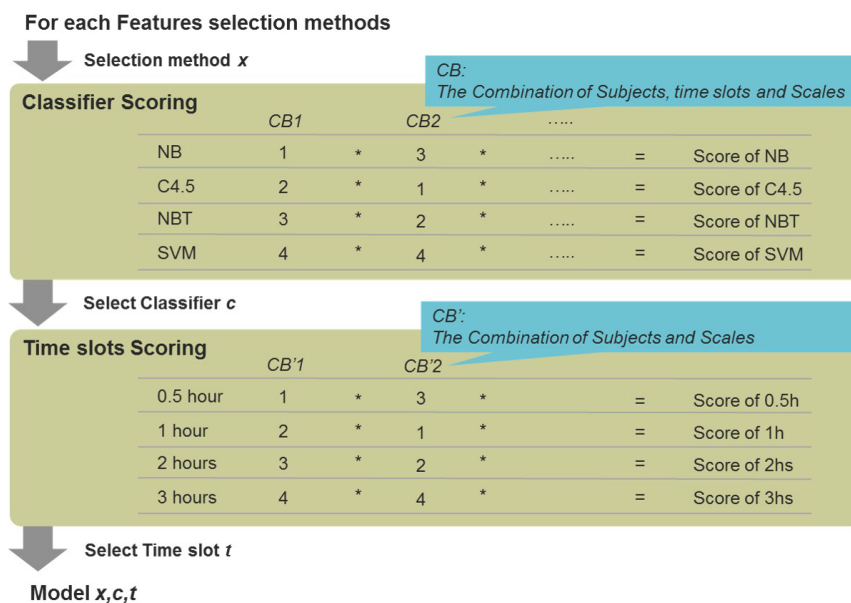 For each Features selection methods
Selection method x
CB:
The Combination of Subjects, time slots and Scales
Classifier Scoring
CB1 CB2 .....
NB 1 * 3 * ..... = Score of NB
C4.5 2 * 1 * ..... = Score of C4.5
NBT 3 * 2 * ..... = Score of NBT
SVM 4 * 4 * ..... = Score of SVM
Select Classifier c
CB':
The Combination of Subjects and Scales
Time slots Scoring
CB'1 CB'2
0.5 hour 1 * 3 * = Score of 0.5h
1 hour 2 * 1 * = Score of 1h
2 hours 3 * 2 * = Score of 2hs
3 hours 4 * 4 * = Score of 3hs
Select Time slot t
Model x,c,t